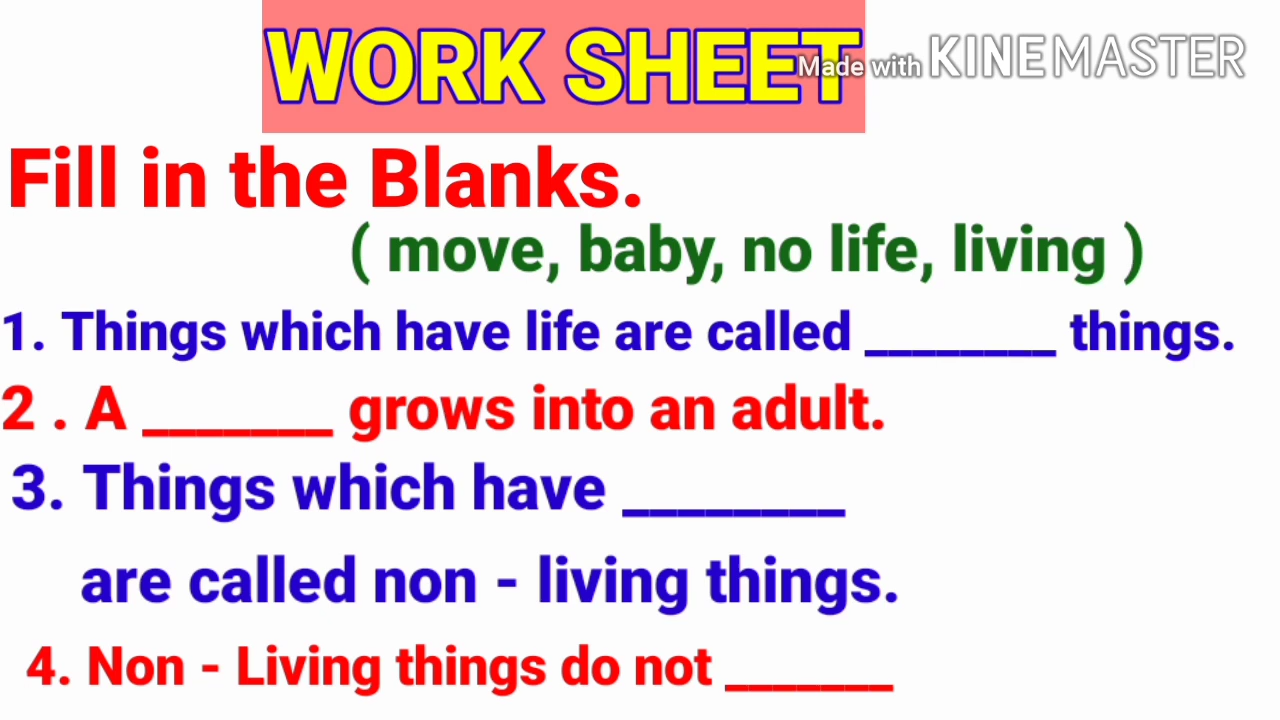 WORK SHEET
Made with KINEMASTER
Fill in the Blanks.
( move, baby, no life, living )
1. Things which have life are called ________ things.
2 . A _______ grows into an adult.
3. Things which have ________
are called non - living things.
4. Non - Living things do not _______